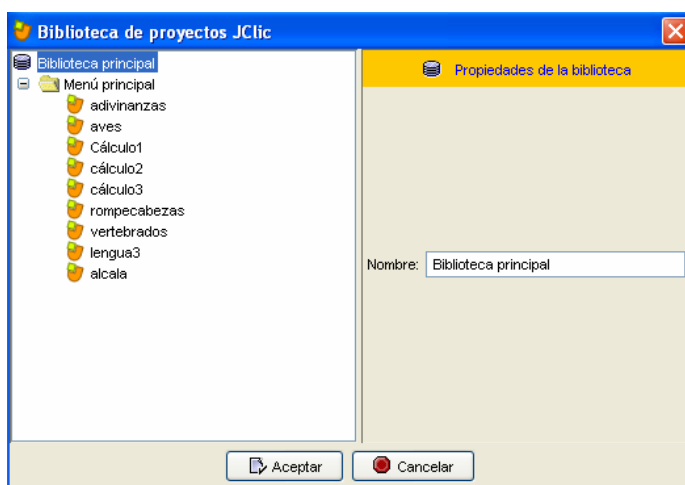 Biblioteca de proyectos JClic
Biblioteca principal
Menú principal
adivinanzas
aves
Cálculo1
cálculo2
cálculo3
rompecabezas
vertebrados
lengua3
alcala
Propiedades de la biblioteca
Nombre: Biblioteca principal
Aceptar
Cancelar